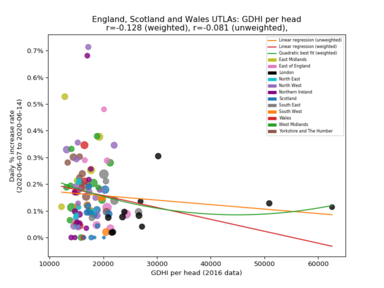 England, Scotland and Wales UTLAs: GDHI per head
r=-0.128 (weighted), r=-0.081 (unweighted),
Linear regression (unweighted)
Linear regression (weighted)
Quadratic best fit (weighted)
East Midlands
East of England
London
North East
North West
Northern Ireland
Scotland
South East
South West
Wales
West Midlands
Yorkshire and The Humber
Daily % increase rate
(2020-06-07 to 2020-06-14)
0.7%
0.6%
0.5%
0.4%
0.3%
0.2%
0.1%
0.0%
10000 20000 30000 40000 50000 60000
GDHI per head (2016 data)